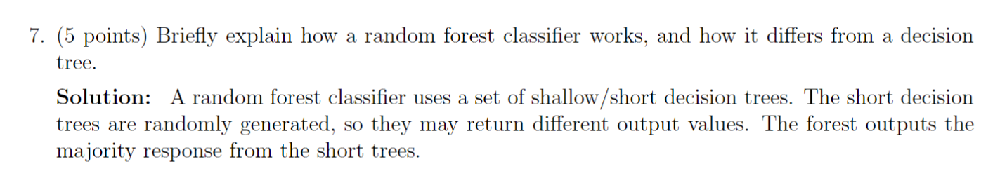 7. (5 points) Briefly explain how a random forest classifier works, and how it differs from a decision
tree.
Solution: A random forest classifier uses a set of shallow/short decision trees. The short decision
trees are randomly generated, so they may return different output values. The forest outputs the
majority response from the short trees.